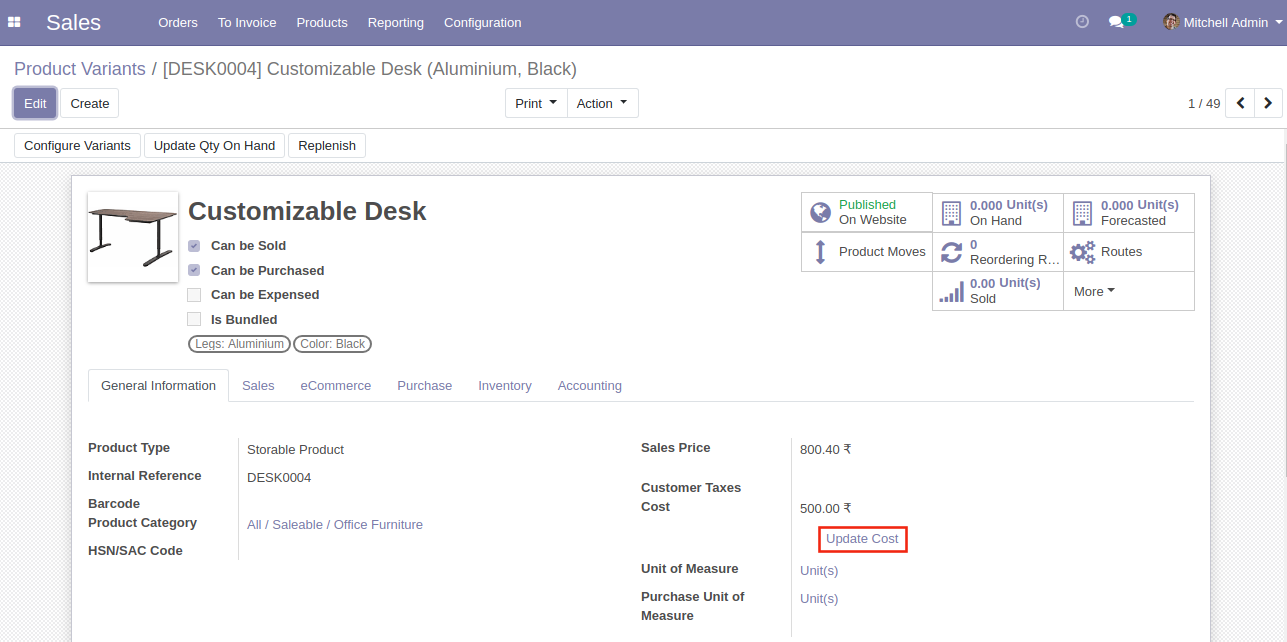 Sales Orders To Invoice Products Reporting Configuration 1 Mitchell Admin
Product Variants / [DESK0004] Customizable Desk (Aluminium, Black)
Edit Create Print Action 1 / 49
Configure Variants Update Qty On Hand Replenish
Customizable Desk
Can be Sold
Can be Purchased
Can be Expensed
Is Bundled
Legs: Aluminium Color: Black
Published
On Website
0.000 Unit(s)
On Hand
0.000 Unit(s)
Forecasted
Product Moves
0
Reordering R...
Routes
0.00 Unit(s)
Sold
More
General Information Sales eCommerce Purchase Inventory Accounting
Product Type Storable Product
Internal Reference DESK0004
Barcode
Product Category All / Saleable / Office Furniture
HSN/SAC Code
Sales Price 800.40 ₹
Customer Taxes
Cost 500.00 ₹
Update Cost
Unit of Measure Unit(s)
Purchase Unit of Unit(s)
Measure